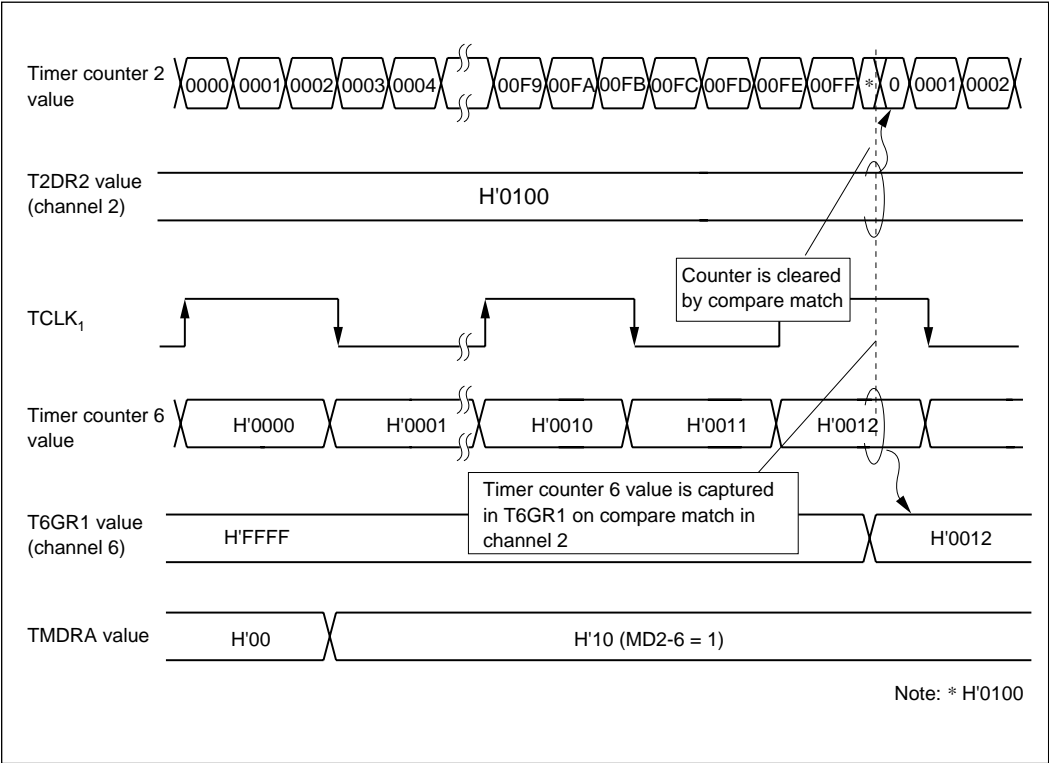 Timer counter 2
value
0000 0001 0002 0003 0004 00F9 00FA 00FB 00FC 00FD 00FE 00FF * 0 0001 0002
T2DR2 value
(channel 2)
H'0100
Counter is cleared
by compare match
TCLK1
Timer counter 6
value
H'0000 H'0001 H'0010 H'0011 H'0012
Timer counter 6 value is captured
in T6GR1 on compare match in
channel 2
T6GR1 value
(channel 6)
H'FFFF H'0012
TMDRA value
H'00 H'10 (MD2-6 = 1)
Note: * H'0100